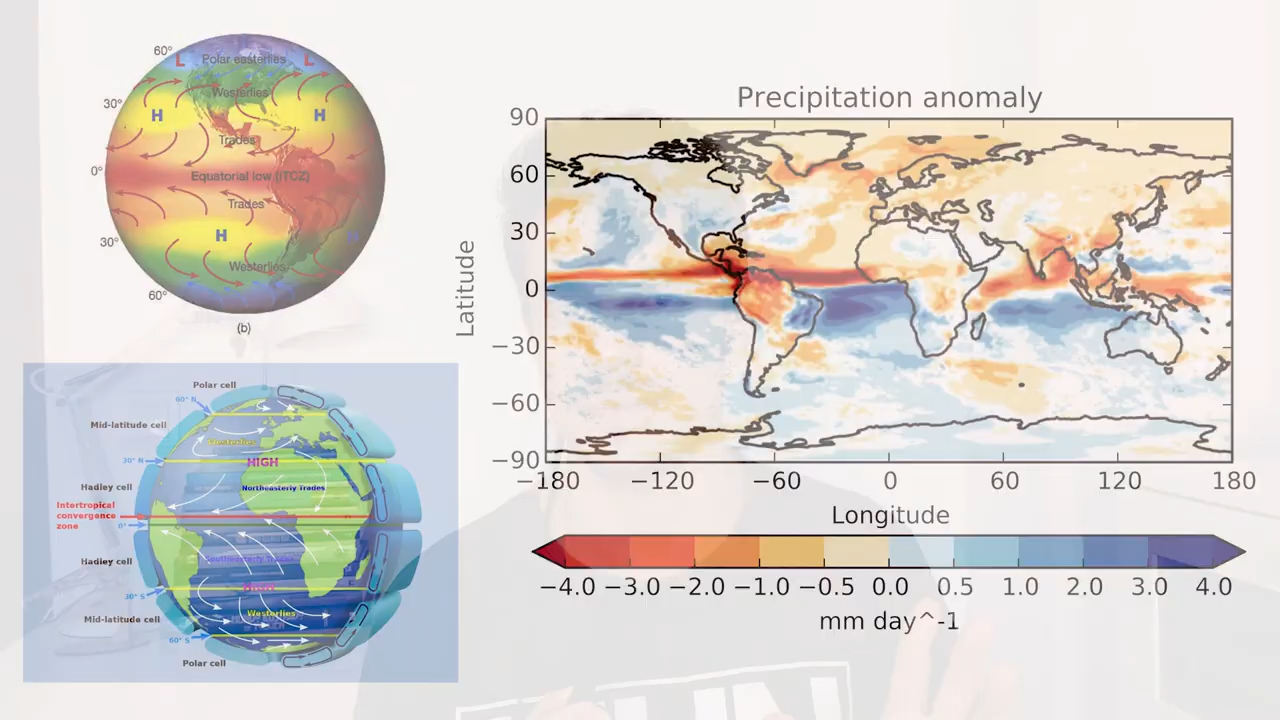 60°
L
Polar easterlies
L
Westerlies
30°
H
H
Trades
0°
Equatorial low (ITCZ)
Trades
30°
H
Westerlies
60°
(b)
Polar cell
60° N
Mid-latitude cell
Westerlies
30° N
HIGH
Hadley cell
Northeasterly Trades
Intertropical
convergence
zone
0°
Hadley cell
Southeasterly Trades
HIGH
30° S
Mid-latitude cell
Westerlies
60° S
Polar cell
Precipitation anomaly
90
60
30
0
−30
−60
−90
Latitude
−180
−120
−60
0
60
120
180
Longitude
−4.0
−3.0
−2.0
−1.0
−0.5
0.0
0.5
1.0
2.0
3.0
4.0
mm day^-1